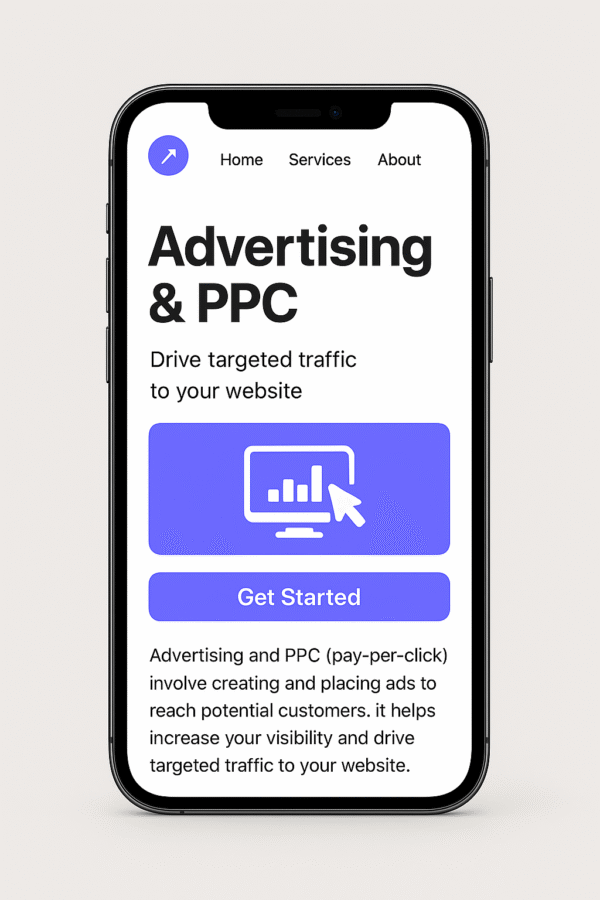 Home Services About
Advertising
& PPC
Drive targeted traffic
to your website
Get Started
Advertising and PPC (pay-per-click)
involve creating and placing ads to
reach potential customers. it helps
increase your visibility and drive
targeted traffic to your website.